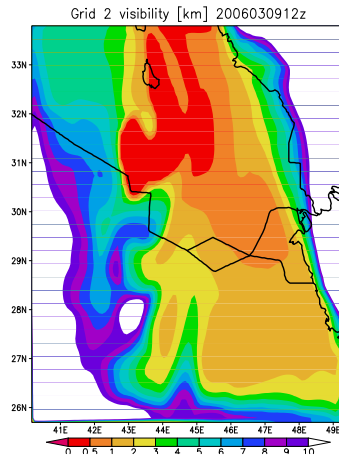 Grid 2 visibility [km] 2006030912z
33N
32N
31N
30N
29N
28N
27N
26N
41E 42E 43E 44E 45E 46E 47E 48E 49E
0 0.5 1 2 3 4 5 6 7 8 9 10